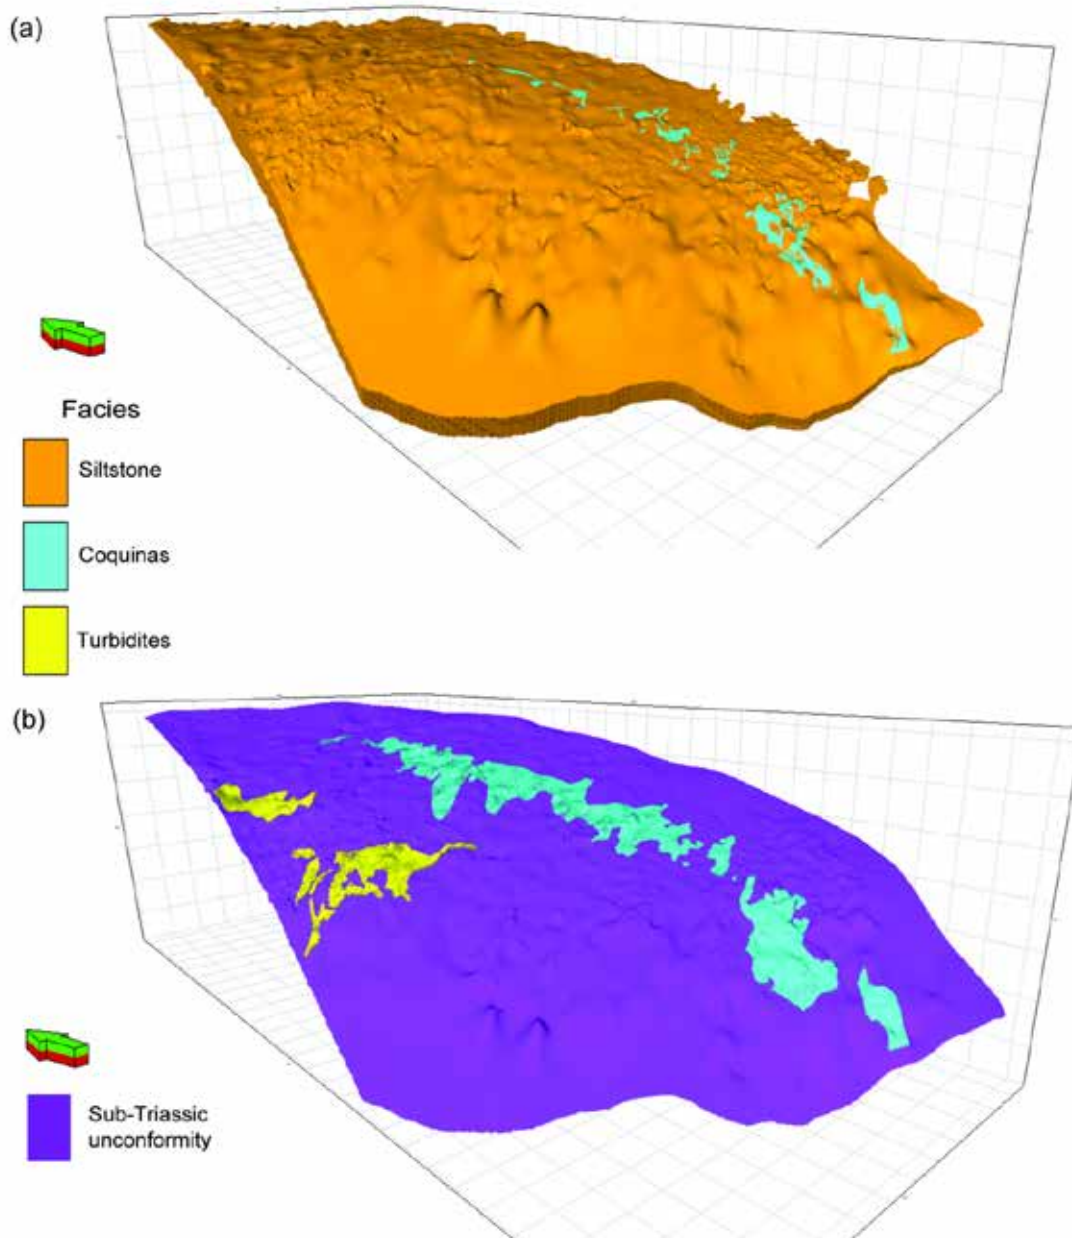 (a)
Facies
Siltstone
Coquinas
Turbidites
(b)
Sub-Triassic
unconformity